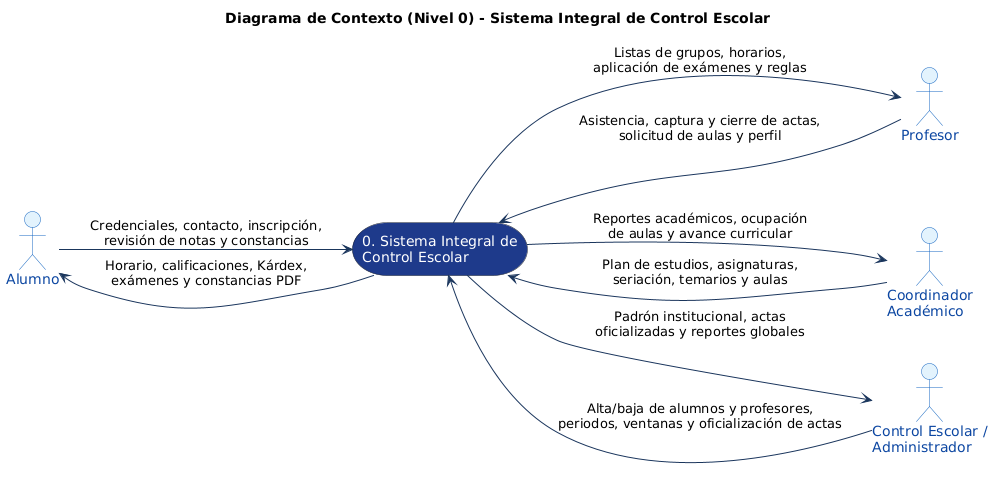 Diagrama de Contexto (Nivel 0) - Sistema Integral de Control Escolar
Listas de grupos, horarios,
aplicación de exámenes y reglas
Profesor
Asistencia, captura y cierre de actas,
solicitud de aulas y perfil
Credenciales, contacto, inscripción,
revisión de notas y constancias
Alumno
Horario, calificaciones, Kárdex,
exámenes y constancias PDF
0. Sistema Integral de
Control Escolar
Reportes académicos, ocupación
de aulas y avance curricular
Plan de estudios, asignaturas,
seriación, temarios y aulas
Coordinador
Académico
Padrón institucional, actas
oficializadas y reportes globales
Alta/baja de alumnos y profesores,
periodos, ventanas y oficialización de actas
Control Escolar /
Administrador